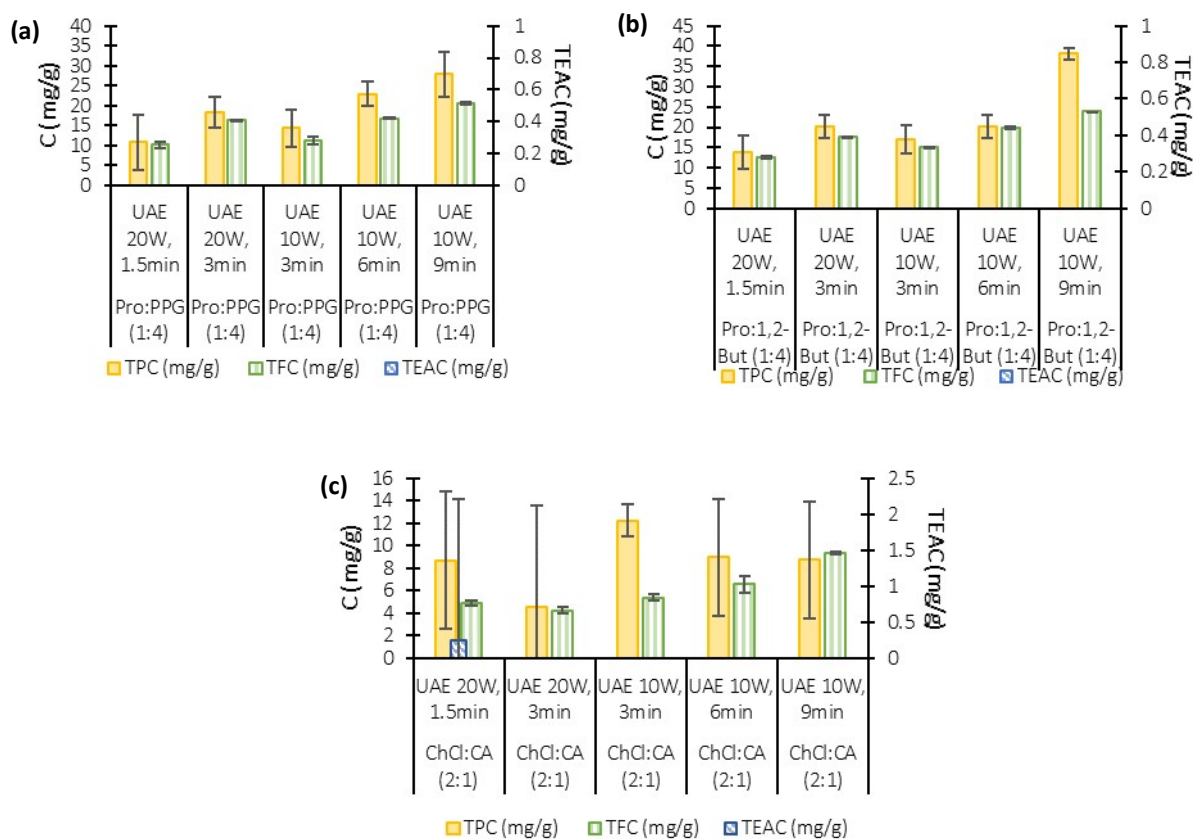 (a)
C (mg/g)
40
35
30
25
20
15
10
5
0
1
0.8
0.6
0.4
0.2
0
TEAC (mg/g)
UAE 20W, 1.5min
UAE 20W, 3min
UAE 10W, 3min
UAE 10W, 6min
UAE 10W, 9min
Pro:PPG (1:4)
Pro:PPG (1:4)
Pro:PPG (1:4)
Pro:PPG (1:4)
Pro:PPG (1:4)
TPC (mg/g) TFC (mg/g) TEAC (mg/g)
(b)
C (mg/g)
45
40
35
30
25
20
15
10
5
0
1
0.8
0.6
0.4
0.2
0
TEAC (mg/g)
UAE 20W, 1.5min
UAE 20W, 3min
UAE 10W, 3min
UAE 10W, 6min
UAE 10W, 9min
Pro:1,2-But (1:4)
Pro:1,2-But (1:4)
Pro:1,2-But (1:4)
Pro:1,2-But (1:4)
Pro:1,2-But (1:4)
TPC (mg/g) TFC (mg/g) TEAC (mg/g)
(c)
C (mg/g)
16
14
12
10
8
6
4
2
0
2.5
2
1.5
1
0.5
0
TEAC (mg/g)
UAE 20W, 1.5min
UAE 20W, 3min
UAE 10W, 3min
UAE 10W, 6min
UAE 10W, 9min
ChCl:CA (2:1)
ChCl:CA (2:1)
ChCl:CA (2:1)
ChCl:CA (2:1)
ChCl:CA (2:1)
TPC (mg/g) TFC (mg/g) TEAC (mg/g)